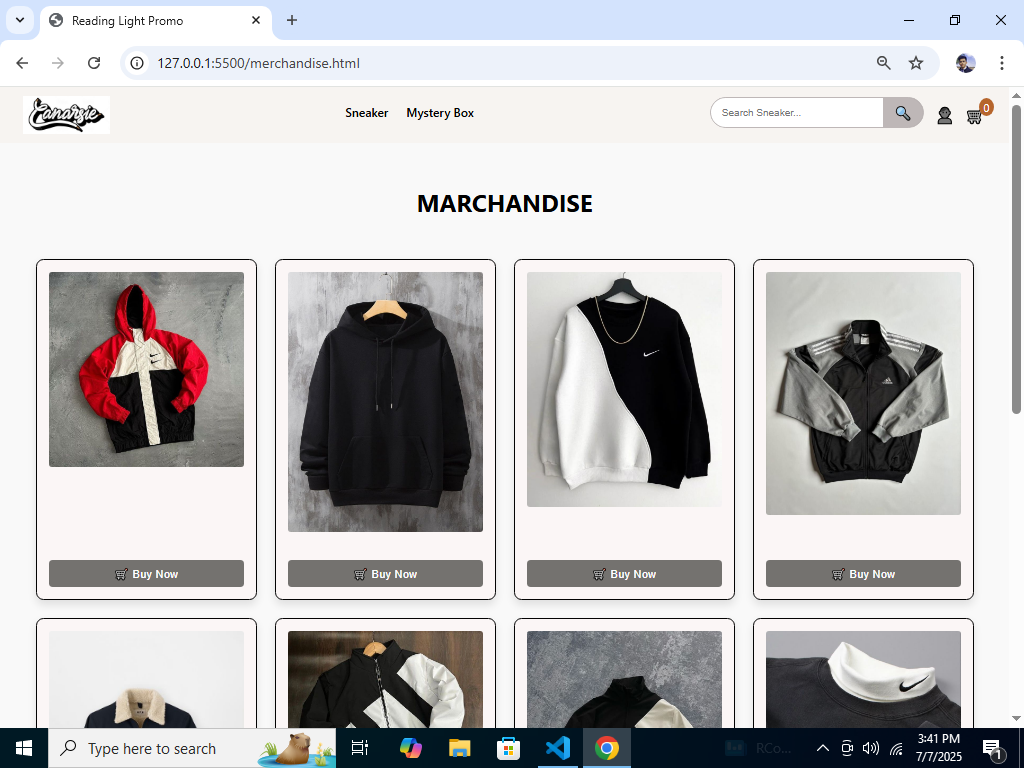 Reading Light Promo
127.0.0.1:5500/merchandise.html
Canarsie
Sneaker
Mystery Box
Search Sneaker...
0
MARCHANDISE
Buy Now
Buy Now
Buy Now
Buy Now
Type here to search
RCo...
3:41 PM
7/7/2025
1